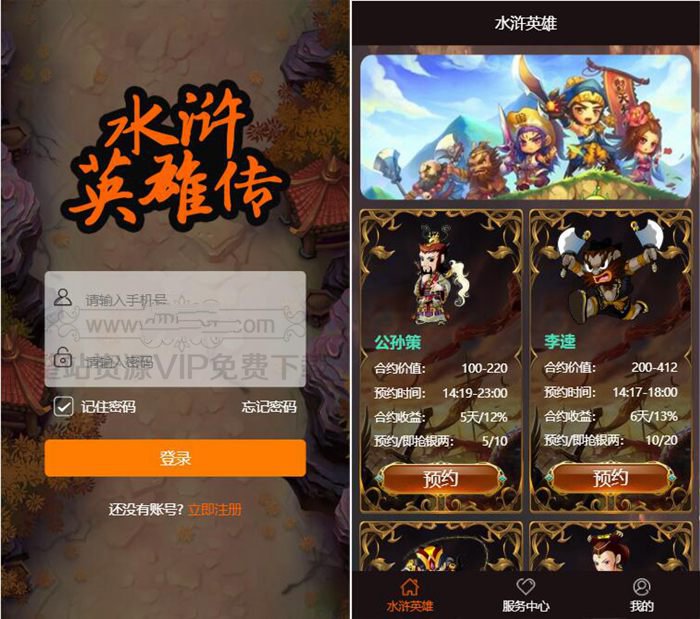 水浒
英雄传
请输入手机号
www.
.com
站资源VIP免费下
请输入密码
记住密码
忘记密码
登录
还没有账号? 立即注册
水浒英雄
公孙策
合约价值: 100-220
预约时间: 14:19-23:00
合约收益: 5天/12%
预约/即抢银两: 5/10
预约
李逵
合约价值: 200-412
预约时间: 14:17-18:00
合约收益: 6天/13%
预约/即抢银两: 10/20
预约
水浒英雄
服务中心
我的